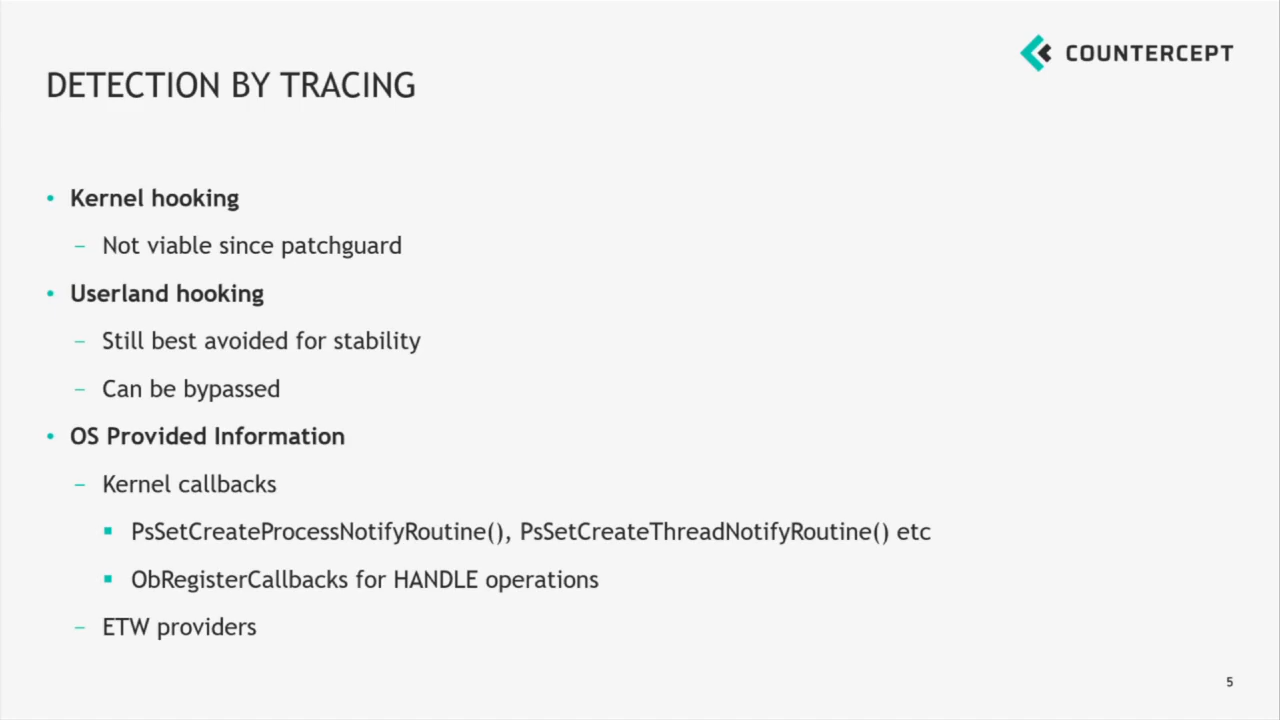 COUNTERCEPT
DETECTION BY TRACING
• Kernel hooking
– Not viable since patchguard
• Userland hooking
– Still best avoided for stability
– Can be bypassed
• OS Provided Information
– Kernel callbacks
▪ PsSetCreateProcessNotifyRoutine(), PsSetCreateThreadNotifyRoutine() etc
▪ ObRegisterCallbacks for HANDLE operations
– ETW providers
5